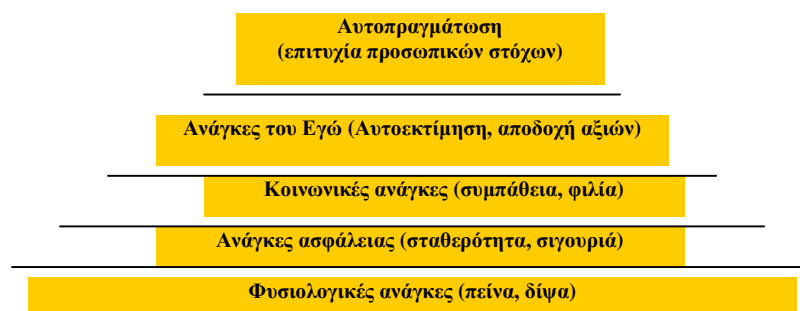 Αυτοπραγμάτωση
(επιτυχία προσωπικών στόχων)
Ανάγκες του Εγώ (Αυτοεκτίμηση, αποδοχή αξιών)
Κοινωνικές ανάγκες (συμπάθεια, φιλία)
Ανάγκες ασφάλειας (σταθερότητα, σιγουριά)
Φυσιολογικές ανάγκες (πείνα, δίψα)